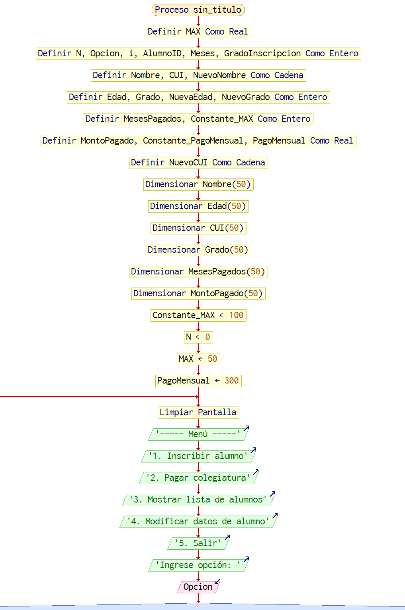 Proceso sin_titulo
Definir MAX Como Real
Definir N, Opcion, i, AlumnoID, Meses, GradoInscripcion Como Entero
Definir Nombre, CUI, NuevoNombre Como Cadena
Definir Edad, Grado, NuevaEdad, NuevoGrado Como Entero
Definir MesesPagados, Constante_MAX Como Entero
Definir MontoPagado, Constante_PagoMensual, PagoMensual Como Real
Definir NuevoCUI Como Cadena
Dimensionar Nombre(50)
Dimensionar Edad(50)
Dimensionar CUI(50)
Dimensionar Grado(50)
Dimensionar MesesPagados(50)
Dimensionar MontoPagado(50)
Constante_MAX ← 100
N ← 0
MAX ← 50
PagoMensual ← 300
Limpiar Pantalla
'----- Menú -----'
'1. Inscribir alumno'
'2. Pagar colegiatura'
'3. Mostrar lista de alumnos'
'4. Modificar datos de alumno'
'5. Salir'
'Ingrese opción: '
Opcion